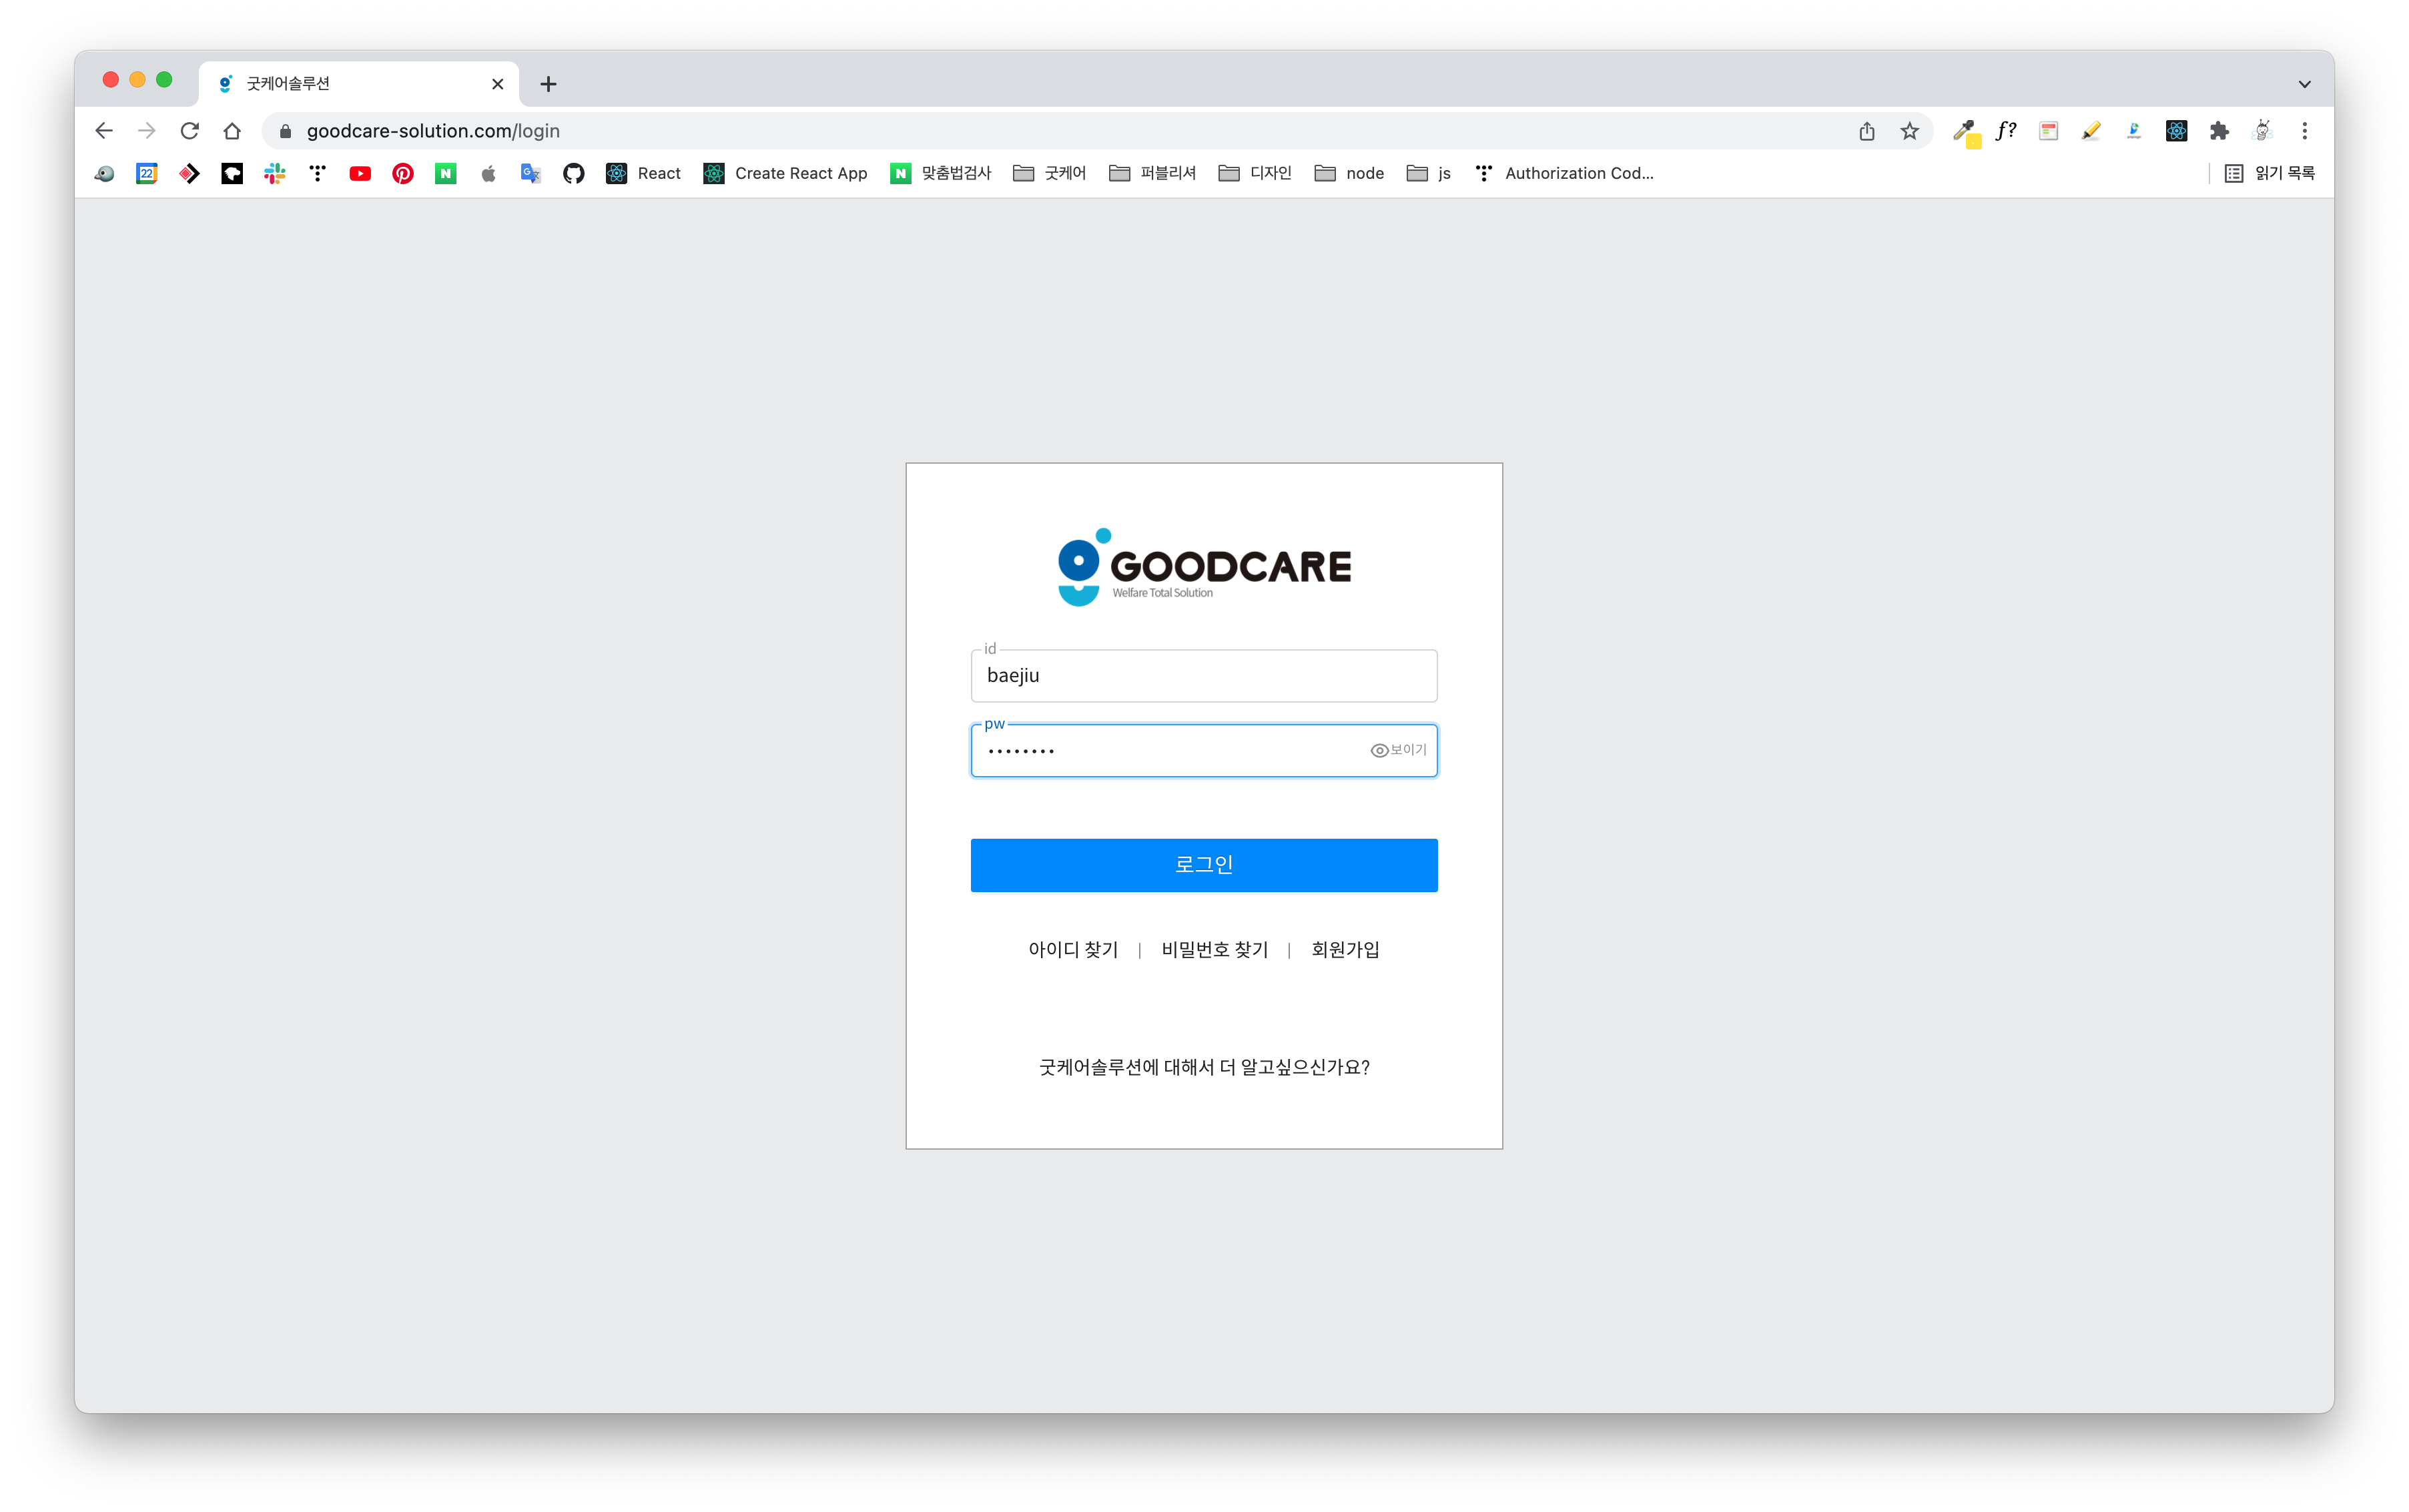 굿케어솔루션
goodcare-solution.com/login
f?
22
N
G
React
Create React App
N 맞춤법검사
굿케어
퍼블리셔
디자인
node
js
Authorization Cod...
읽기 목록
GOODCARE
Welfare Total Solution
id
baejiu
pw
••••••••
보이기
로그인
아이디 찾기 | 비밀번호 찾기 | 회원가입
굿케어솔루션에 대해서 더 알고싶으신가요?